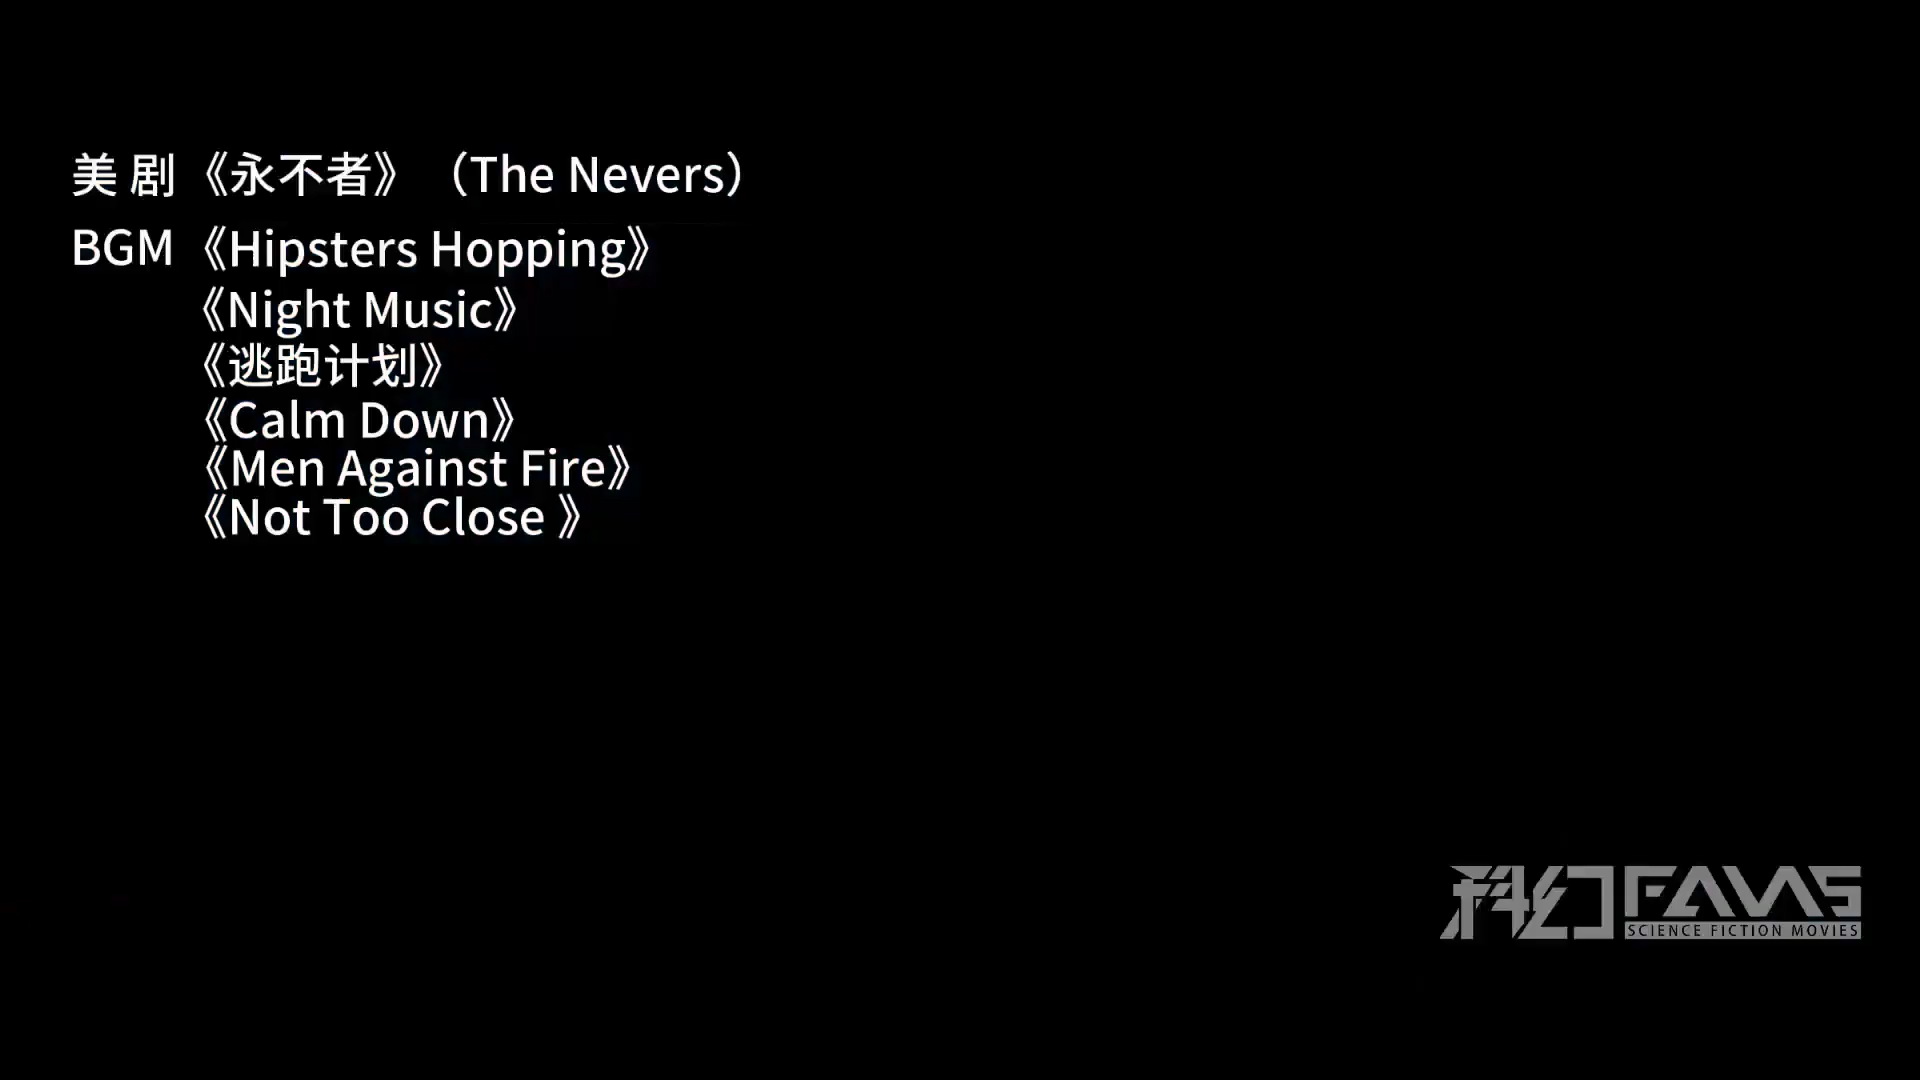 美 剧 《永不者》 （The Nevers）
BGM 《Hipsters Hopping》
《Night Music》
《逃跑计划》
《Calm Down》
《Men Against Fire》
《Not Too Close 》
科幻FANS
SCIENCE FICTION MOVIES